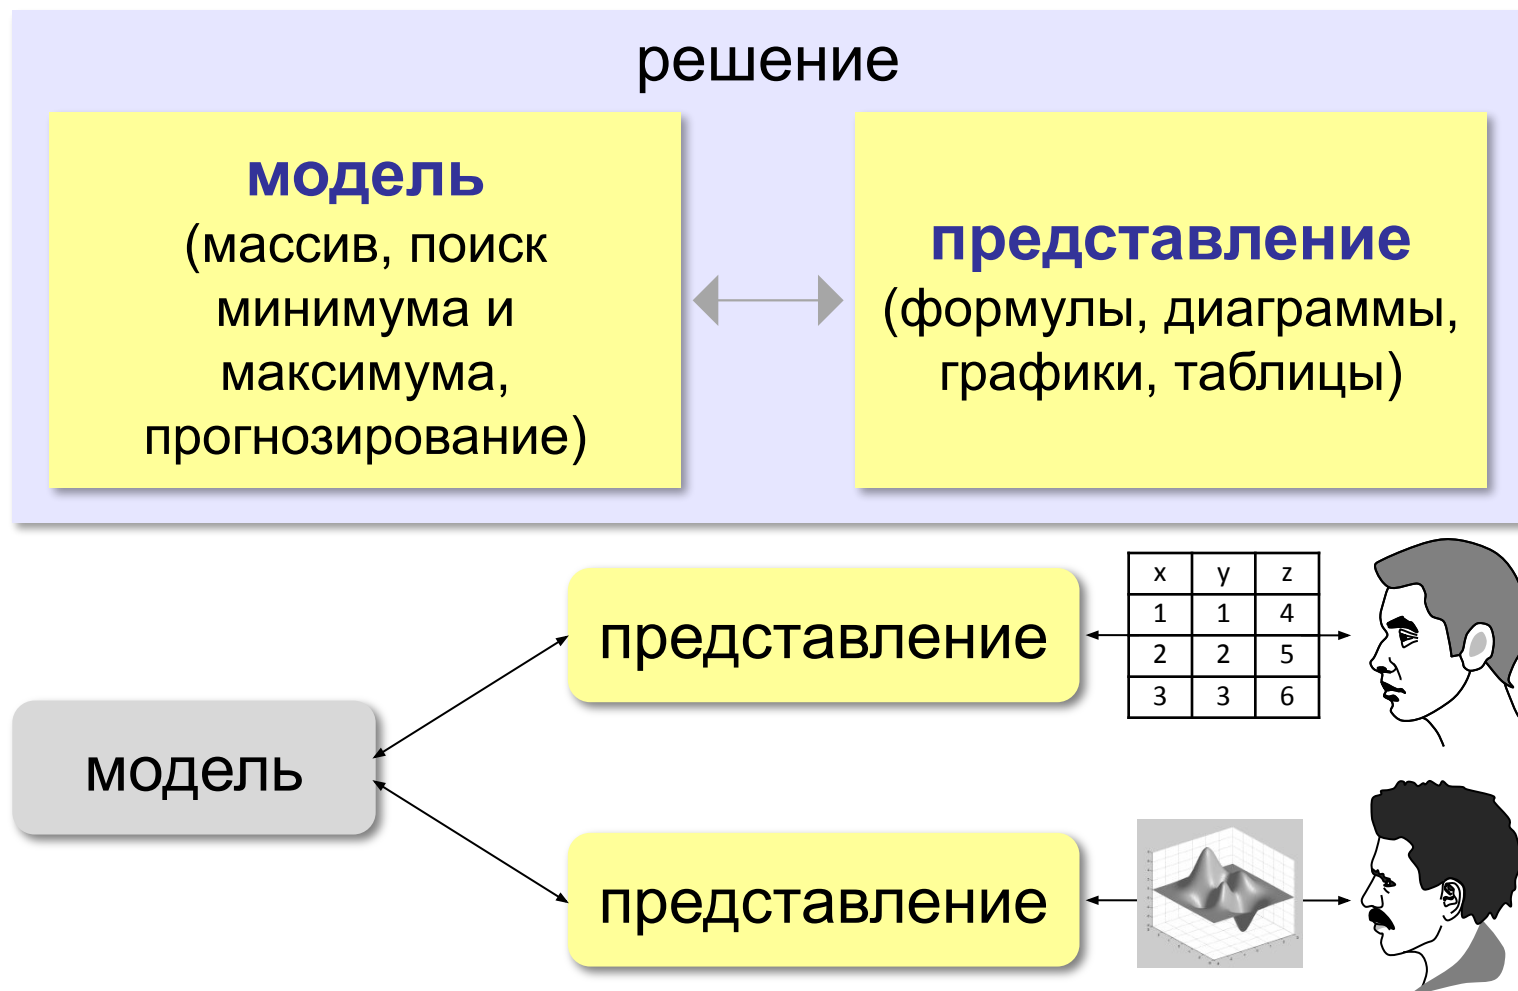 решение
модель
(массив, поиск
минимума и
максимума,
прогнозирование)
представление
(формулы, диаграммы,
графики, таблицы)
модель
представление
x y z
1 1 4
2 2 5
3 3 6
представление